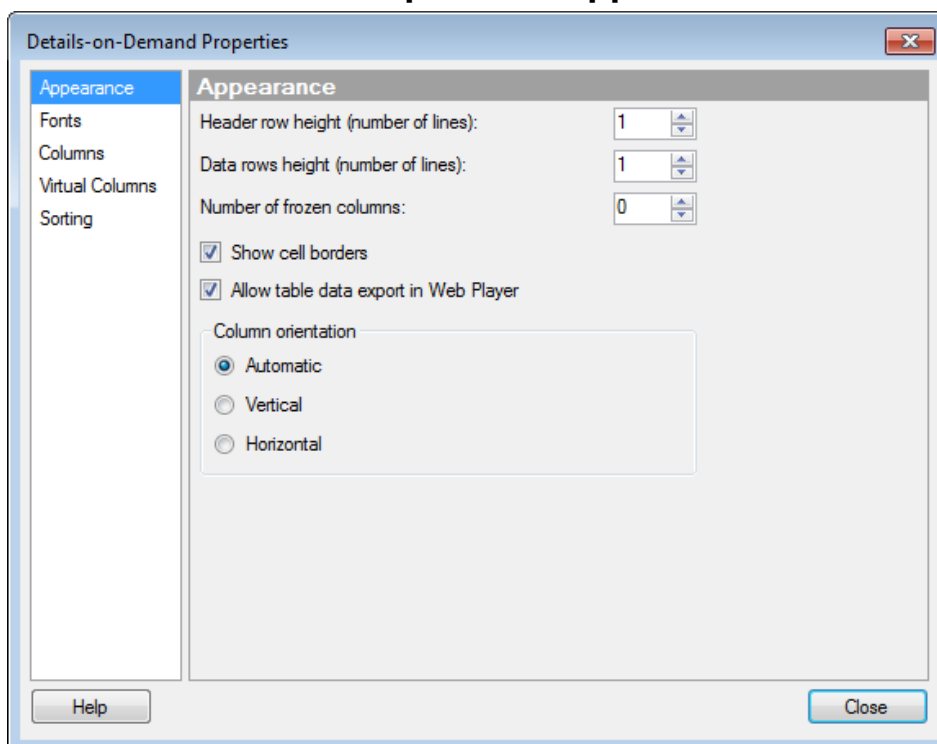 Details-on-Demand Properties
Appearance
Fonts
Columns
Virtual Columns
Sorting
Appearance
Header row height (number of lines): 1
Data rows height (number of lines): 1
Number of frozen columns: 0
Show cell borders
Allow table data export in Web Player
Column orientation
Automatic
Vertical
Horizontal
Help
Close